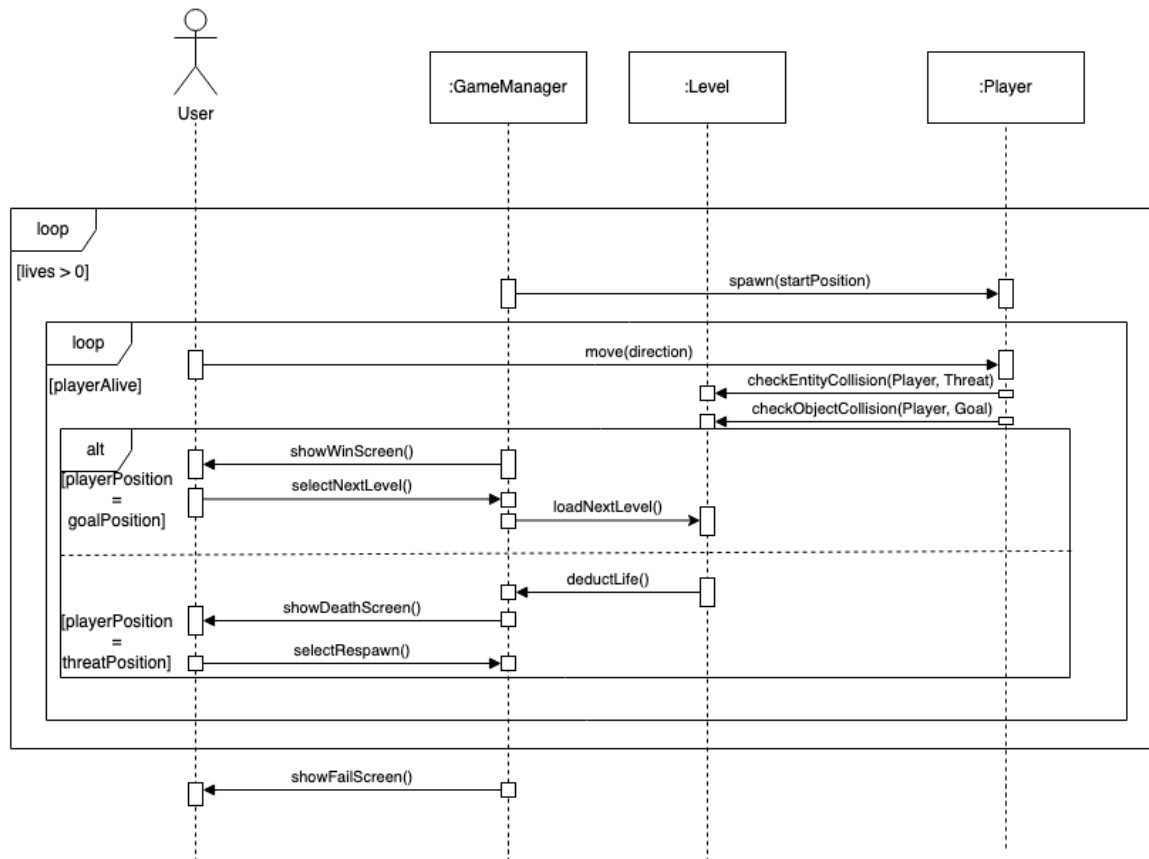 User
:GameManager
:Level
:Player
loop
[lives > 0]
spawn(startPosition)
loop
[playerAlive]
move(direction)
checkEntityCollision(Player, Threat)
checkObjectCollision(Player, Goal)
alt
[playerPosition
=
goalPosition]
showWinScreen()
selectNextLevel()
loadNextLevel()
deductLife()
[playerPosition
=
threatPosition]
showDeathScreen()
selectRespawn()
showFailScreen()